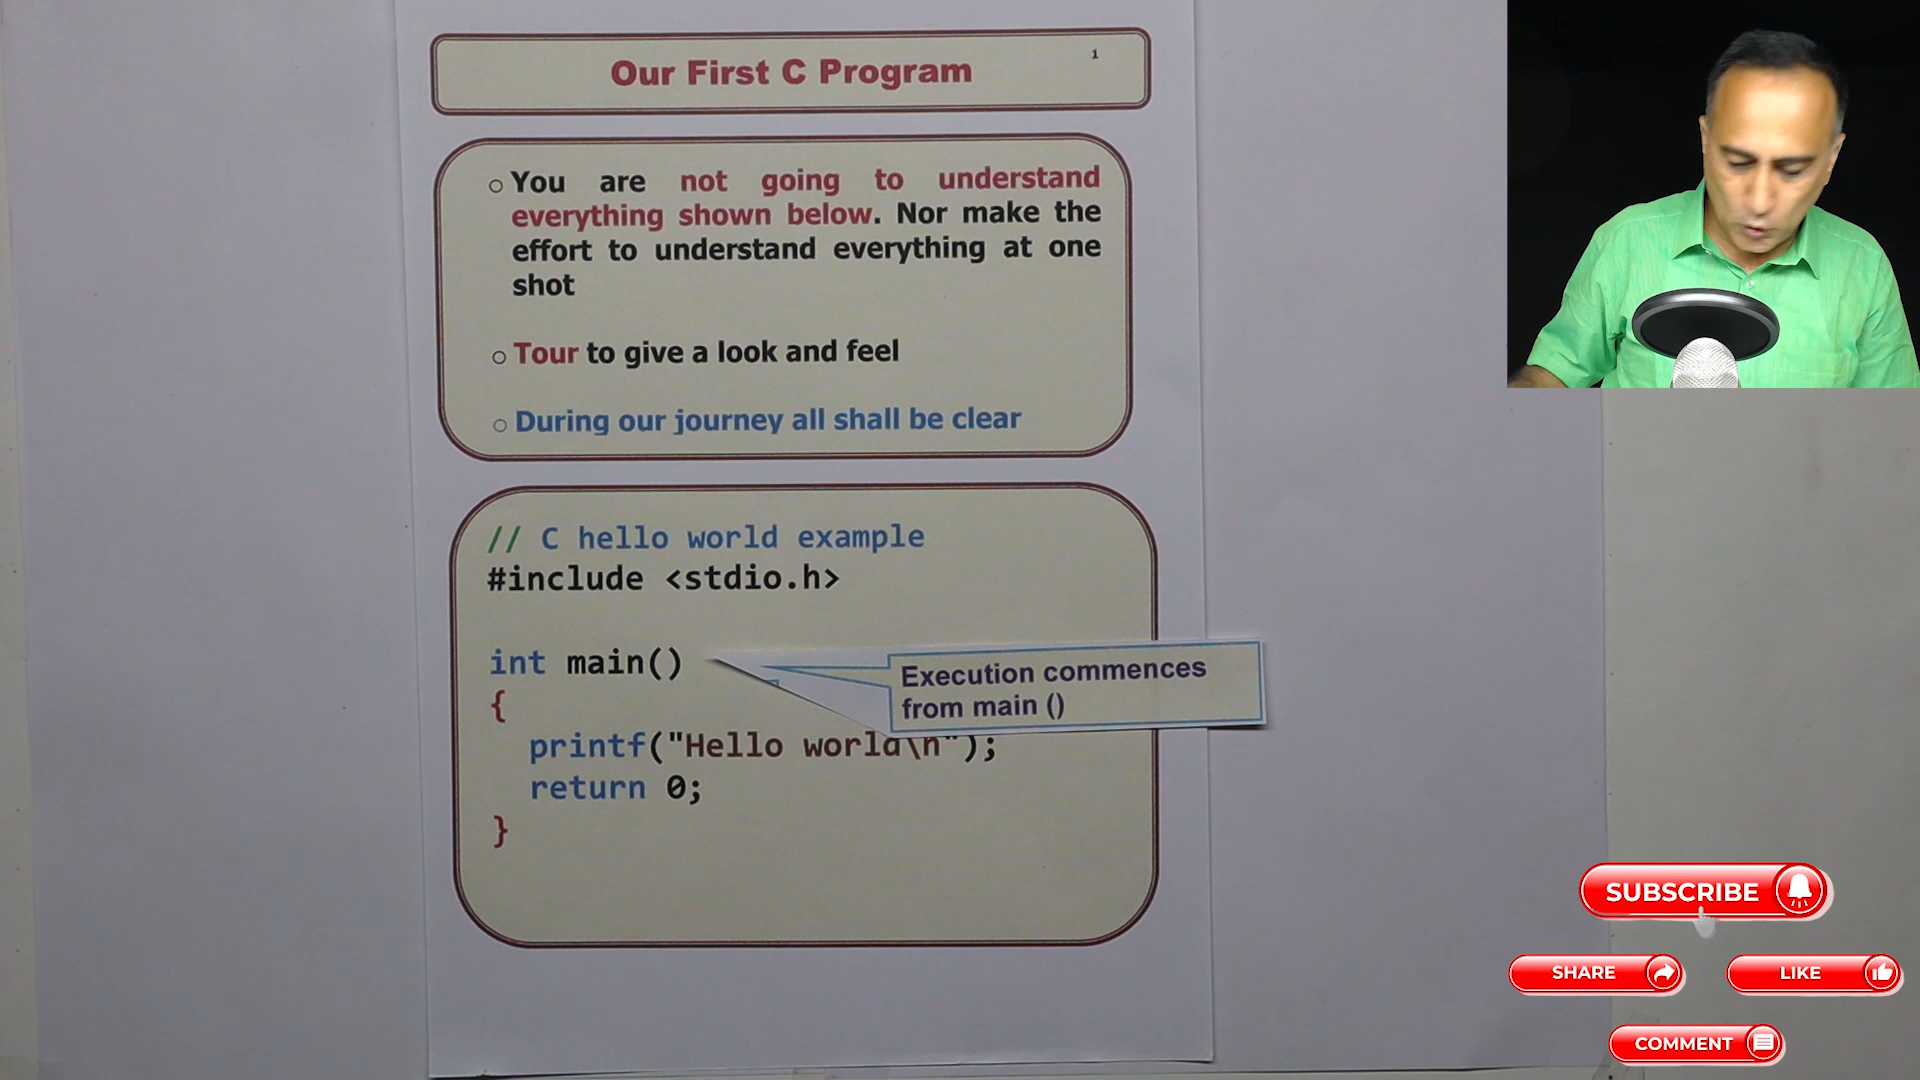 Our First C Program
1
○ You are not going to understand
everything shown below. Nor make the
effort to understand everything at one
shot
○ Tour to give a look and feel
○ During our journey all shall be clear
// C hello world example
#include <stdio.h>
int main()
Execution commences
from main ()
{
printf("Hello world\n");
return 0;
}
SUBSCRIBE
SHARE
LIKE
COMMENT